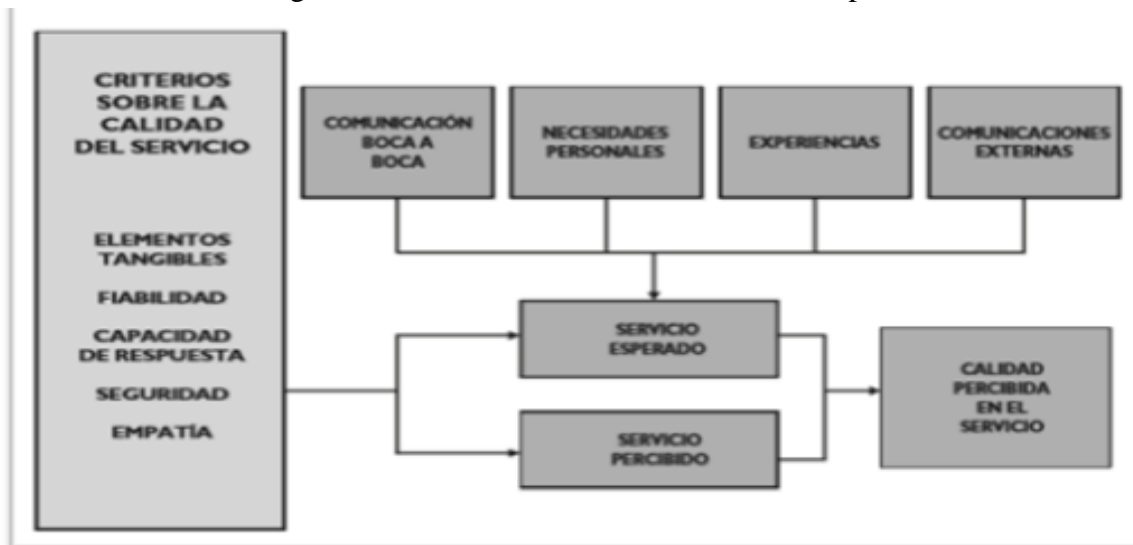 CRITERIOS
SOBRE LA
CALIDAD
DEL SERVICIO
ELEMENTOS
TANGIBLES
FIABILIDAD
CAPACIDAD
DE RESPUESTA
SEGURIDAD
EMPATÍA
COMUNICACIÓN
BOCA A
BOCA
NECESIDADES
PERSONALES
EXPERIENCIAS
COMUNICACIONES
EXTERNAS
SERVICIO
ESPERADO
SERVICIO
PERCIBIDO
CALIDAD
PERCIBIDA
EN EL
SERVICIO